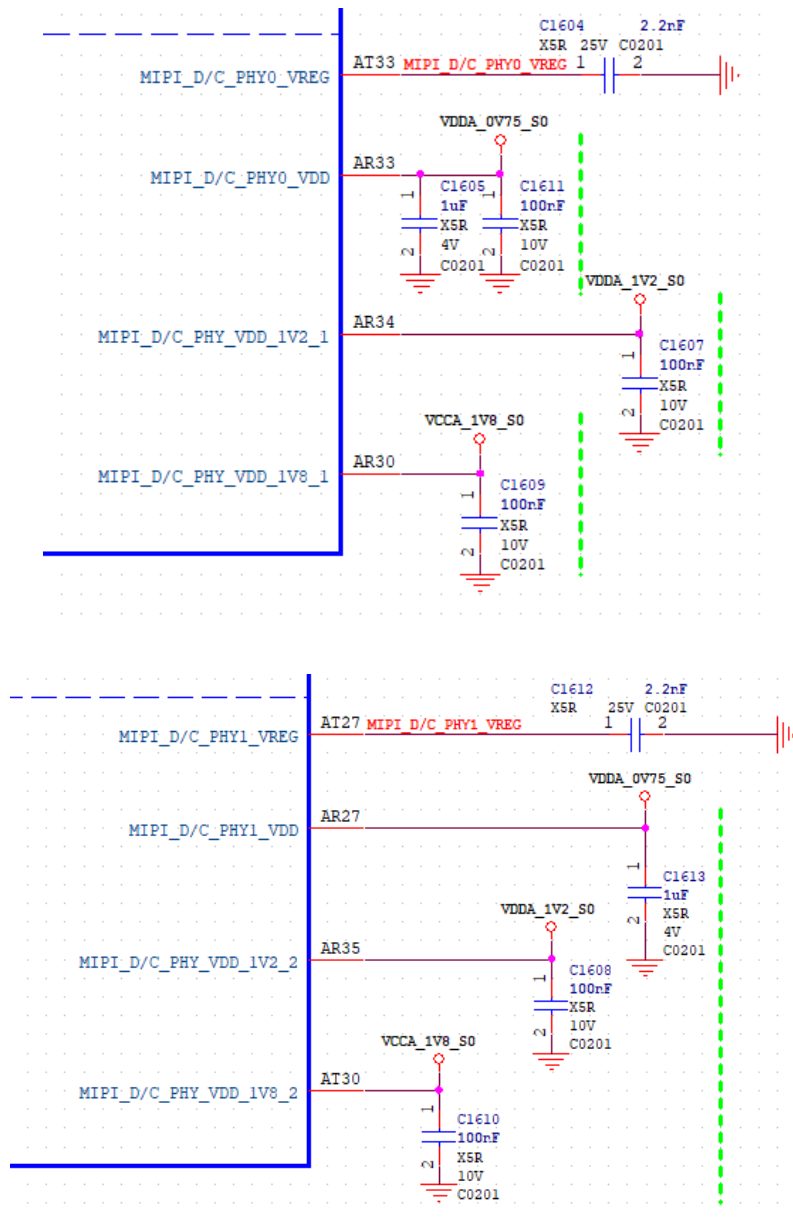 C1604 2.2nF
X5R 25V C0201
MIPI_D/C_PHY0_VREG AT33 MIPI_D/C_PHY0_VREG 1 2
VDDA_0V75_S0
MIPI_D/C_PHY0_VDD AR33
1 C1605 1 C1611
1uF 100nF
X5R X5R
2 4V 2 10V
C0201 C0201
VDDA_1V2_S0
MIPI_D/C_PHY_VDD_1V2_1 AR34
1 C1607
100nF
X5R
2 10V
C0201
VCCA_1V8_S0
MIPI_D/C_PHY_VDD_1V8_1 AR30
1 C1609
100nF
X5R
2 10V
C0201
C1612 2.2nF
X5R 25V C0201
MIPI_D/C_PHY1_VREG AT27 MIPI_D/C_PHY1_VREG 1 2
VDDA_0V75_S0
MIPI_D/C_PHY1_VDD AR27
1 C1613
1uF
2 X5R
4V
C0201
VDDA_1V2_S0
MIPI_D/C_PHY_VDD_1V2_2 AR35
1 C1608
100nF
X5R
2 10V
C0201
VCCA_1V8_S0
MIPI_D/C_PHY_VDD_1V8_2 AT30
1 C1610
100nF
2 X5R
10V
C0201